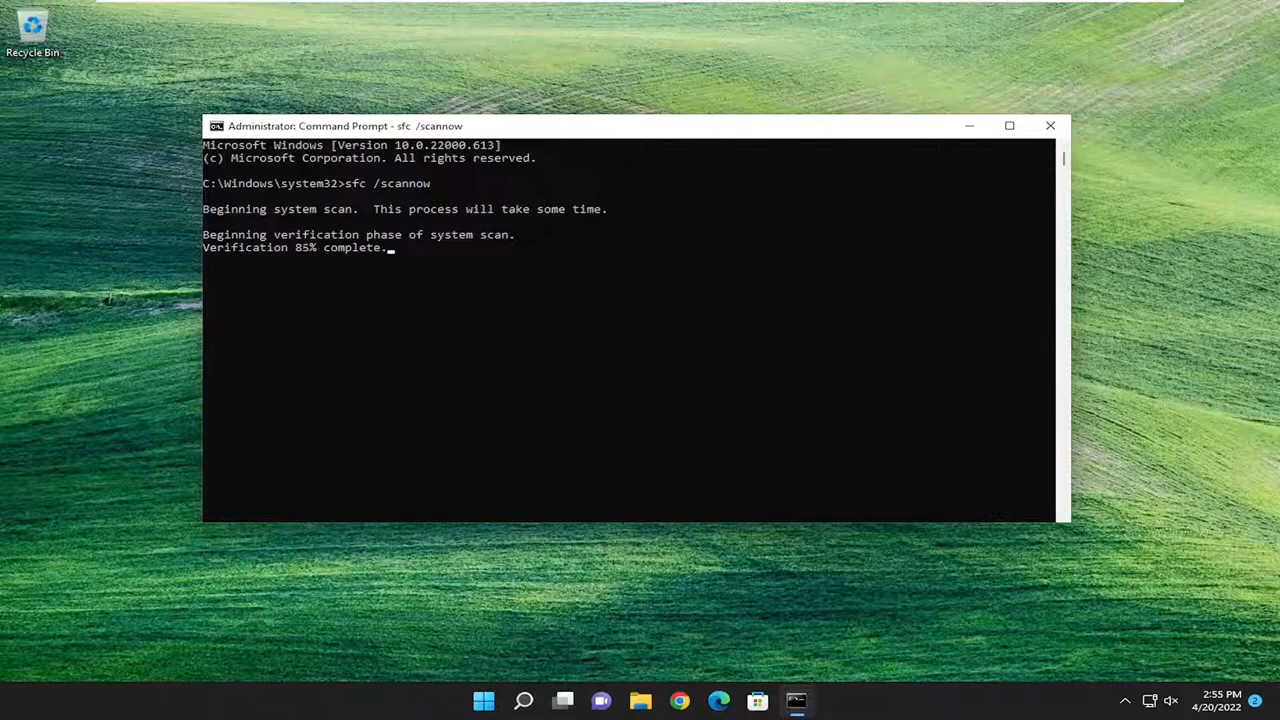 Recycle Bin
Administrator: Command Prompt - sfc /scannow
Microsoft Windows [Version 10.0.22000.613]
(c) Microsoft Corporation. All rights reserved.
C:\Windows\system32>sfc /scannow
Beginning system scan.  This process will take some time.
Beginning verification phase of system scan.
Verification 85% complete.
2:55 PM
4/20/2022
2